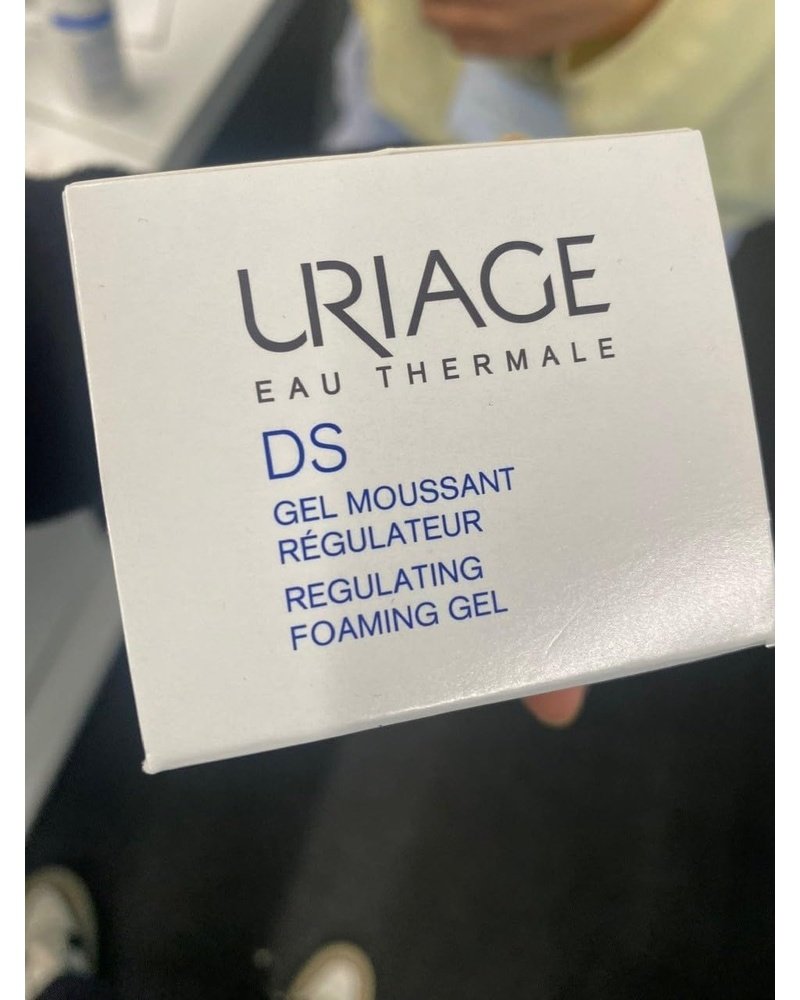 URIAGE
EAU THERMALE
DS
GEL MOUSSANT
RÉGULATEUR
REGULATING
FOAMING GEL